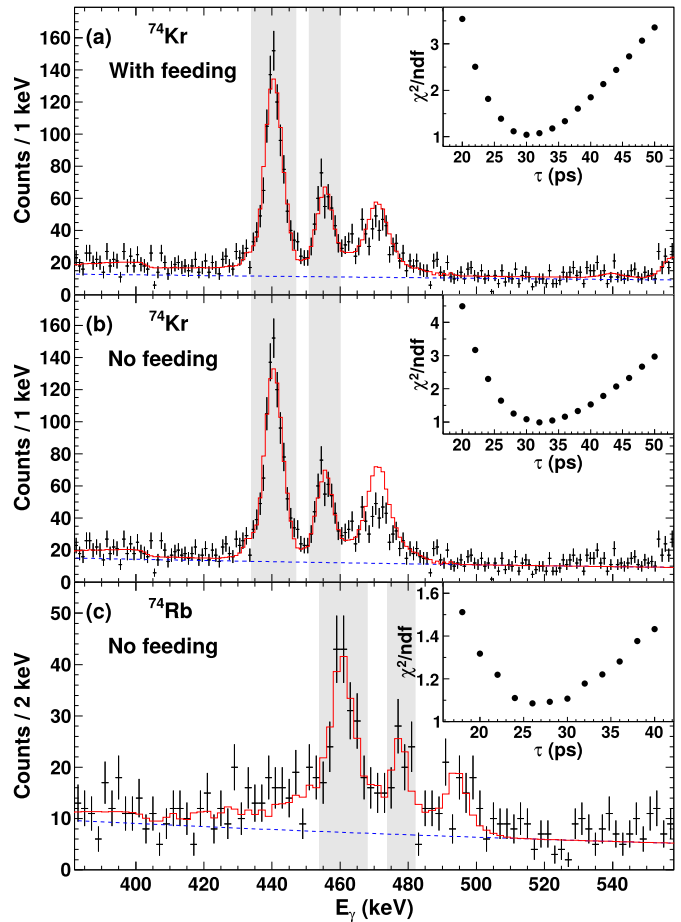 (a)
⁷⁴Kr
With feeding
Counts / 1 keV
160
140
120
100
80
60
40
20
0
χ²/ndf
3
2
1
20 25 30 35 40 45 50
τ (ps)
(b)
⁷⁴Kr
No feeding
Counts / 1 keV
160
140
120
100
80
60
40
20
0
χ²/ndf
4
3
2
1
20 25 30 35 40 45 50
τ (ps)
(c)
⁷⁴Rb
No feeding
Counts / 2 keV
50
40
30
20
10
0
χ²/ndf
1.6
1.4
1.2
1
20 25 30 35 40
τ (ps)
400 420 440 460 480 500 520 540
Eγ (keV)